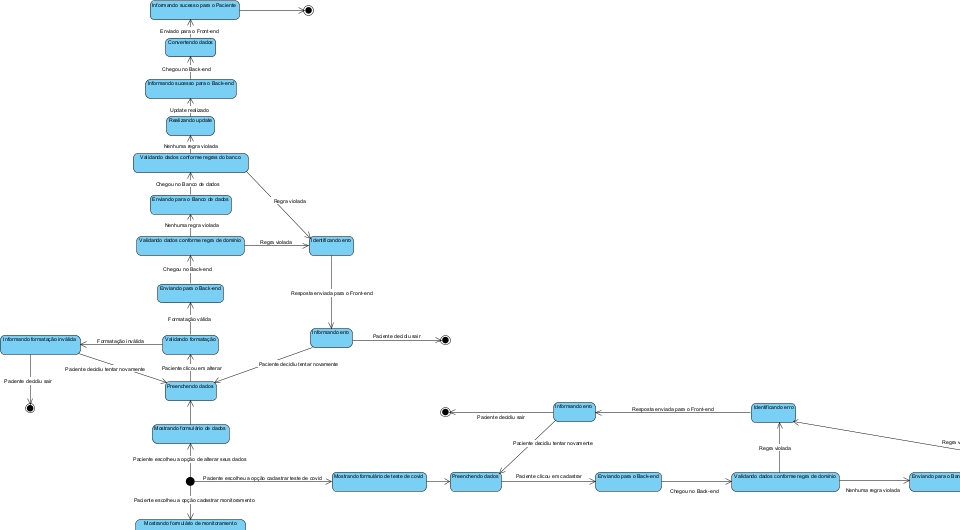 Informando sucesso para o Paciente
Enviado para o Front-end
Convertendo dados
Chegou no Back-end
Informando sucesso para o Back-end
Update realizado
Realizando update
Nenhuma regra violada
Validando dados conforme regras do banco
Chegou no Banco de dados
Regra violada
Enviando para o Banco de dados
Nenhuma regra violada
Validando dados conforme regra de domínio
Regra violada
Identificando erro
Chegou no Back-end
Enviando para o Back-end
Resposta enviada para o Front-end
Formatação válida
Informando formatação inválida
Formatação inválida
Validando formatação
Informando erro
Paciente decidiu sair
Paciente decidiu tentar novamente
Paciente clicou em alterar
Paciente decidiu tentar novamente
Paciente decidiu sair
Preenchendo dados
Mostrando formulário de dados
Informando erro
Resposta enviada para o Front-end
Identificando erro
Paciente decidiu sair
Paciente decidiu tentar novamente
Regra violada
Regra v
Paciente escolheu a opção de alterar seus dados
Paciente escolheu a opção cadastrar teste de covid
Mostrando formulário de teste de covid
Preenchendo dados
Paciente clicou em cadastrar
Enviando para o Back-end
Chegou no Back-end
Validando dados conforme regra de domínio
Nenhuma regra violada
Enviando para o Ban
Paciente escolheu a opção cadastrar monitoramento
Mostrando formulário de monitoramento